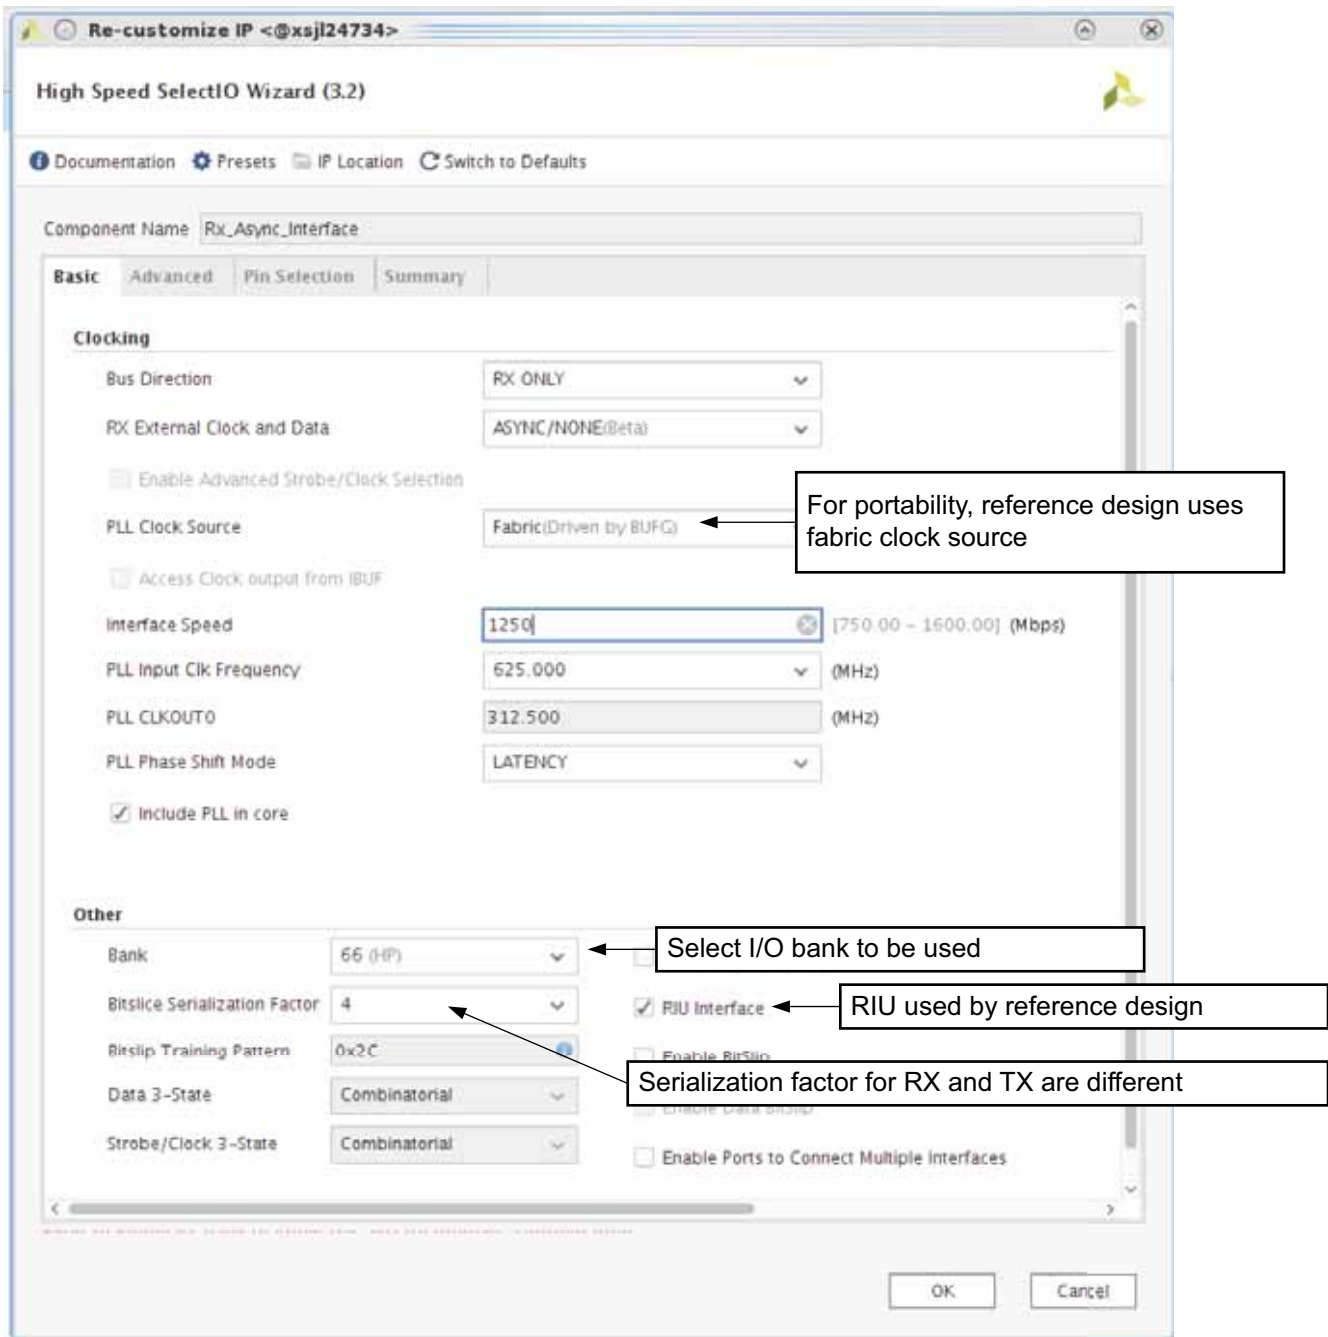 Re-customize IP <@xsjl24734>
High Speed SelectIO Wizard (3.2)
Documentation Presets IP Location Switch to Defaults
Component Name Rx_Async_Interface
Basic Advanced Pin Selection Summary
Clocking
Bus Direction RX ONLY
RX External Clock and Data ASYNC/NONE(Beta)
Enable Advanced Strobe/Clock Selection
For portability, reference design uses
fabric clock source
PLL Clock Source Fabric(Driven by BUFG)
Access Clock output from IBUF
Interface Speed 1250 [750.00 - 1600.00] (Mbps)
PLL Input Clk Frequency 625.000 (MHz)
PLL CLKOUT0 312.500 (MHz)
PLL Phase Shift Mode LATENCY
Include PLL in core
Other
Bank 66 (HP) Select I/O bank to be used
Bitslice Serialization Factor 4 RIU Interface RIU used by reference design
Bitslip Training Pattern 0x2C Enable BitSlip
Serialization factor for RX and TX are different
Data 3-State Combinatorial Enable Data BitSlip
Strobe/Clock 3-State Combinatorial Enable Ports to Connect Multiple Interfaces
OK Cancel